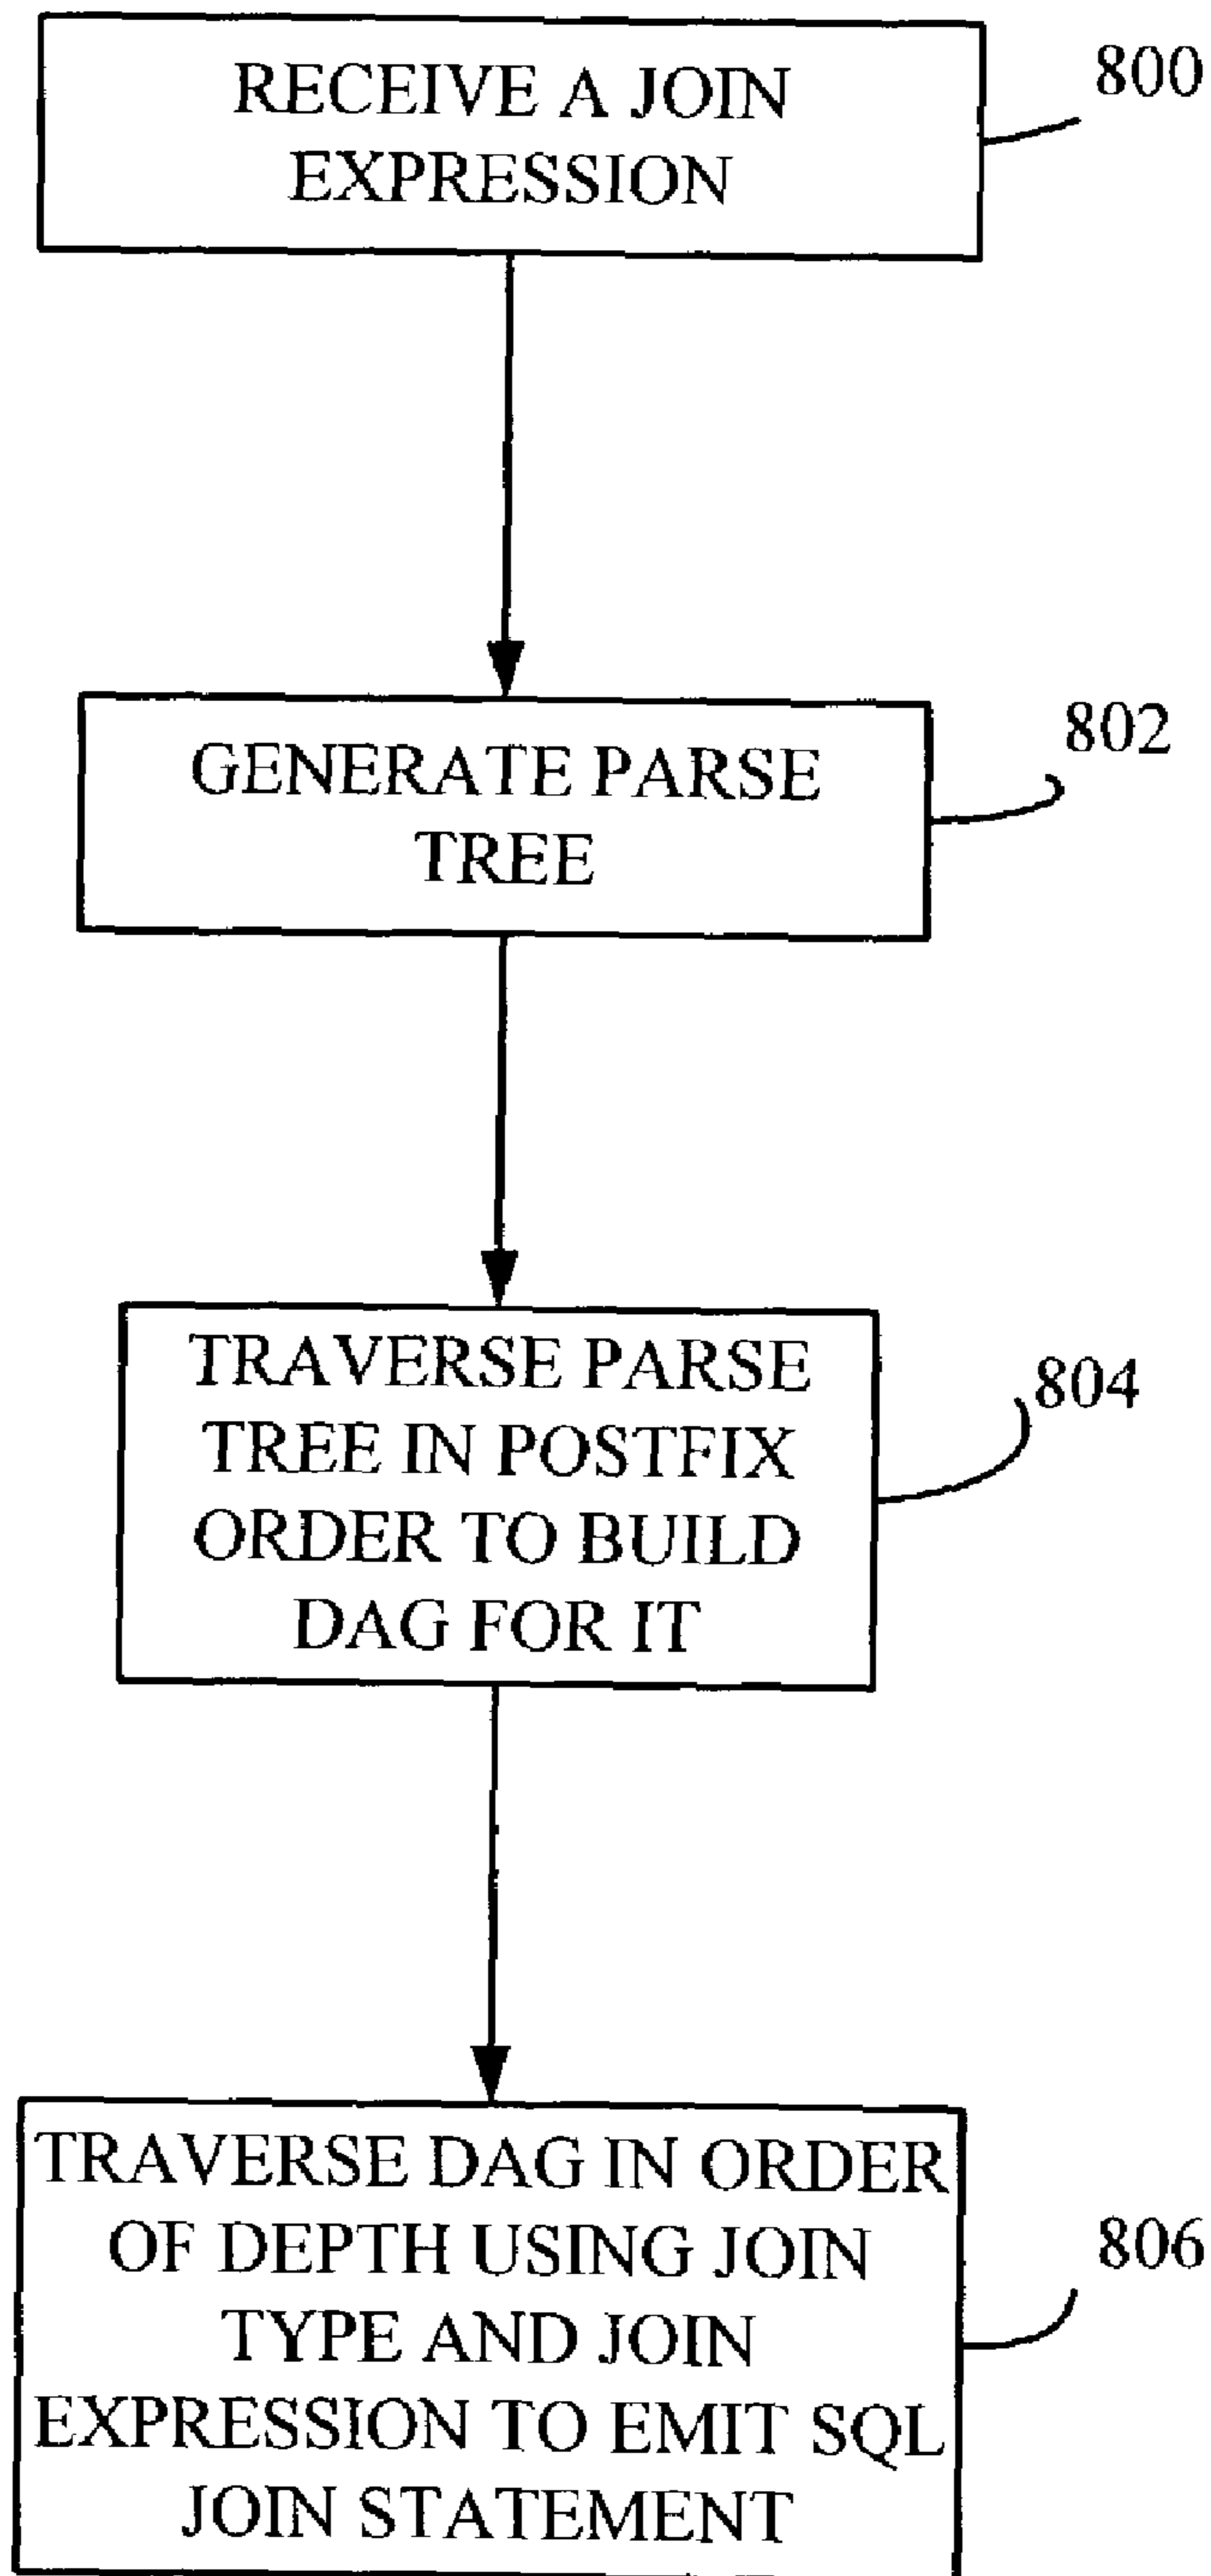 RECEIVE A JOIN
EXPRESSION
800
GENERATE PARSE
TREE
802
TRAVERSE PARSE
TREE IN POSTFIX
ORDER TO BUILD
DAG FOR IT
804
TRAVERSE DAG IN ORDER
OF DEPTH USING JOIN
TYPE AND JOIN
EXPRESSION TO EMIT SQL
JOIN STATEMENT
806